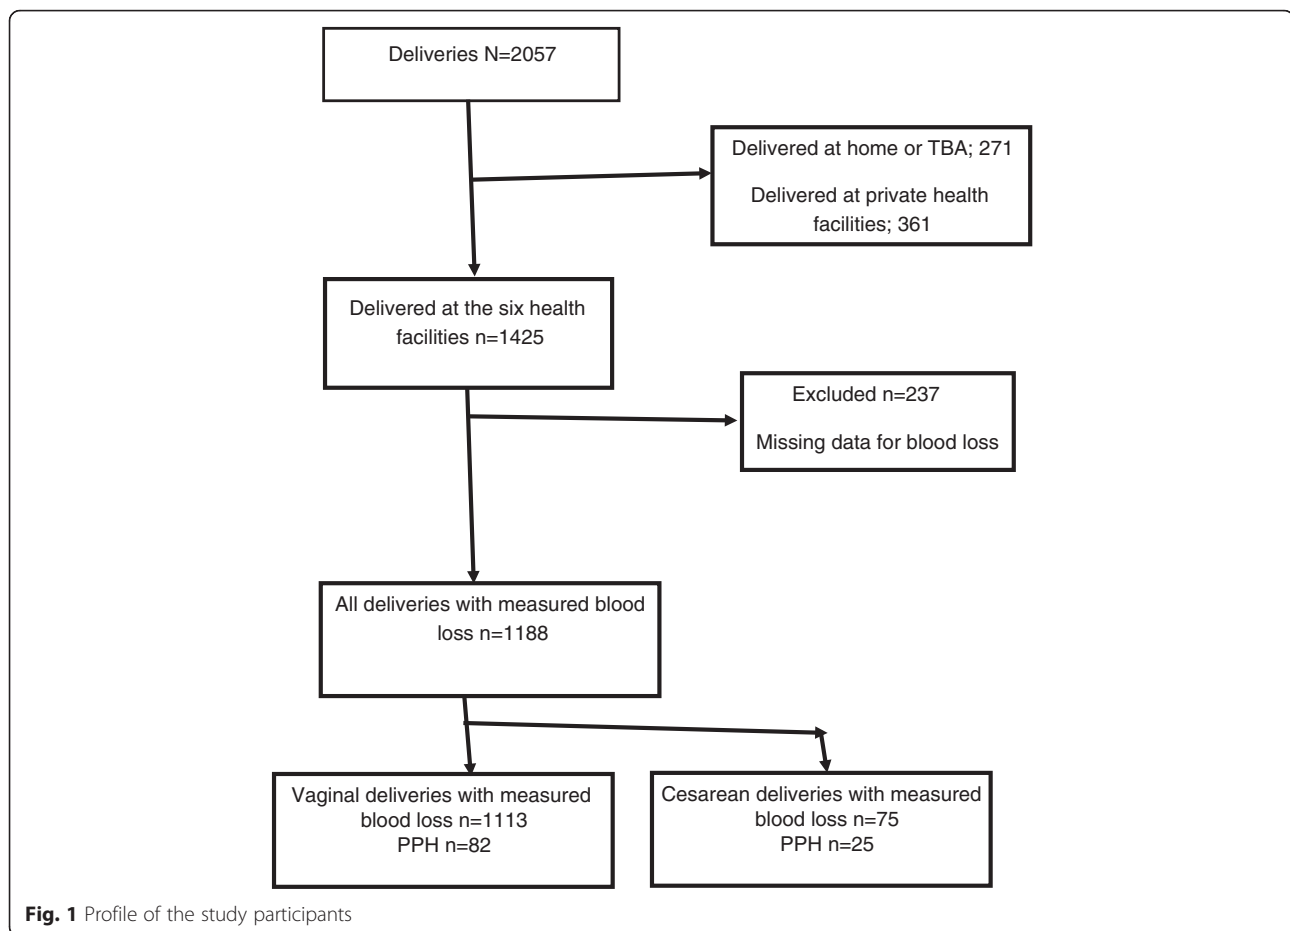 Deliveries N=2057
Delivered at home or TBA; 271
Delivered at private health
facilities; 361
Delivered at the six health
facilities n=1425
Excluded n=237
Missing data for blood loss
All deliveries with measured blood
loss n=1188
Vaginal deliveries with measured
blood loss n=1113
PPH n=82
Cesarean deliveries with measured
blood loss n=75
PPH n=25
Fig. 1 Profile of the study participants